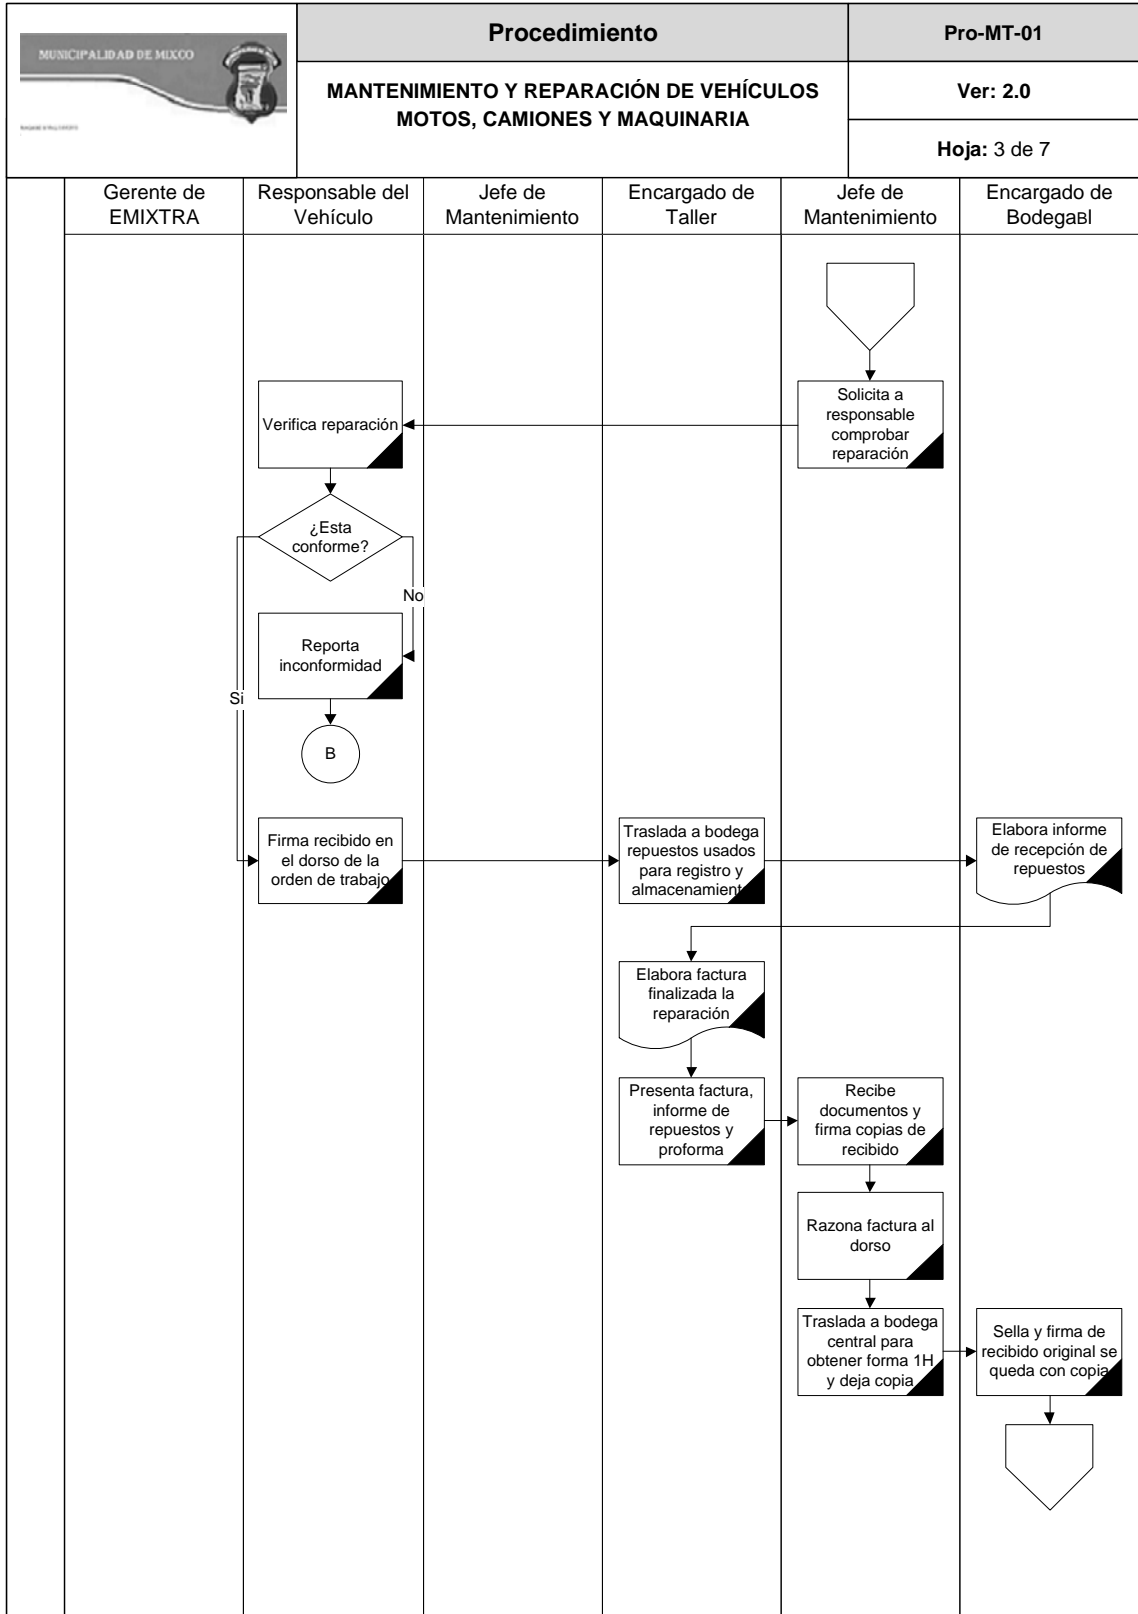 MUNICIPALIDAD DE MIXCO
Procedimiento
Pro-MT-01
MANTENIMIENTO Y REPARACIÓN DE VEHÍCULOS
MOTOS, CAMIONES Y MAQUINARIA
Ver: 2.0
Hoja: 3 de 7
Gerente de
EMIXTRA
Responsable del
Vehículo
Jefe de
Mantenimiento
Encargado de
Taller
Jefe de
Mantenimiento
Encargado de
BodegaBl
Solicita a
responsable
comprobar
reparación
Verifica reparación
¿Esta
conforme?
No
Reporta
inconformidad
Si
B
Firma recibido en
el dorso de la
orden de trabajo
Traslada a bodega
repuestos usados
para registro y
almacenamient
Elabora informe
de recepción de
repuestos
Elabora factura
finalizada la
reparación
Presenta factura,
informe de
repuestos y
proforma
Recibe
documentos y
firma copias de
recibido
Razona factura al
dorso
Traslada a bodega
central para
obtener forma 1H
y deja copia
Sella y firma de
recibido original se
queda con copia